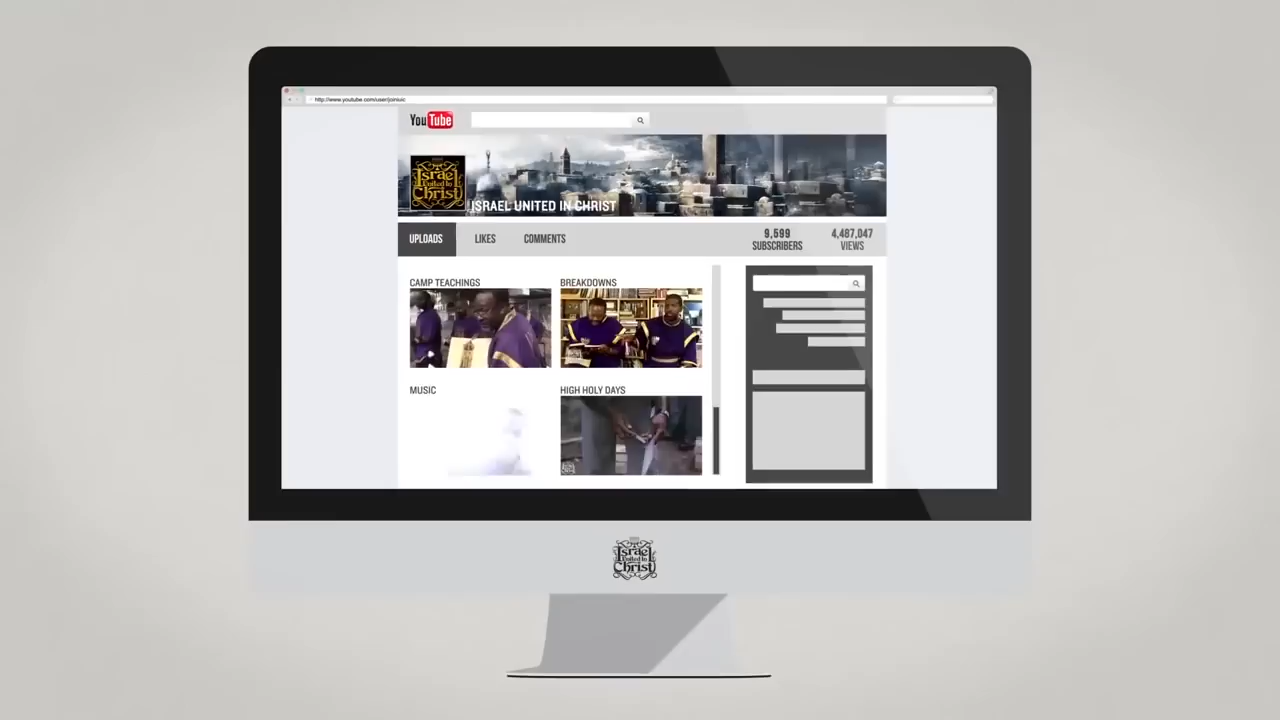 http://www.youtube.com/user/joiniuic
YouTube
Israel
United In
Christ
ISRAEL UNITED IN CHRIST
UPLOADS
LIKES
COMMENTS
9,599
SUBSCRIBERS
4,487,047
VIEWS
CAMP TEACHINGS
BREAKDOWNS
MUSIC
HIGH HOLY DAYS
Israel
United In
Christ